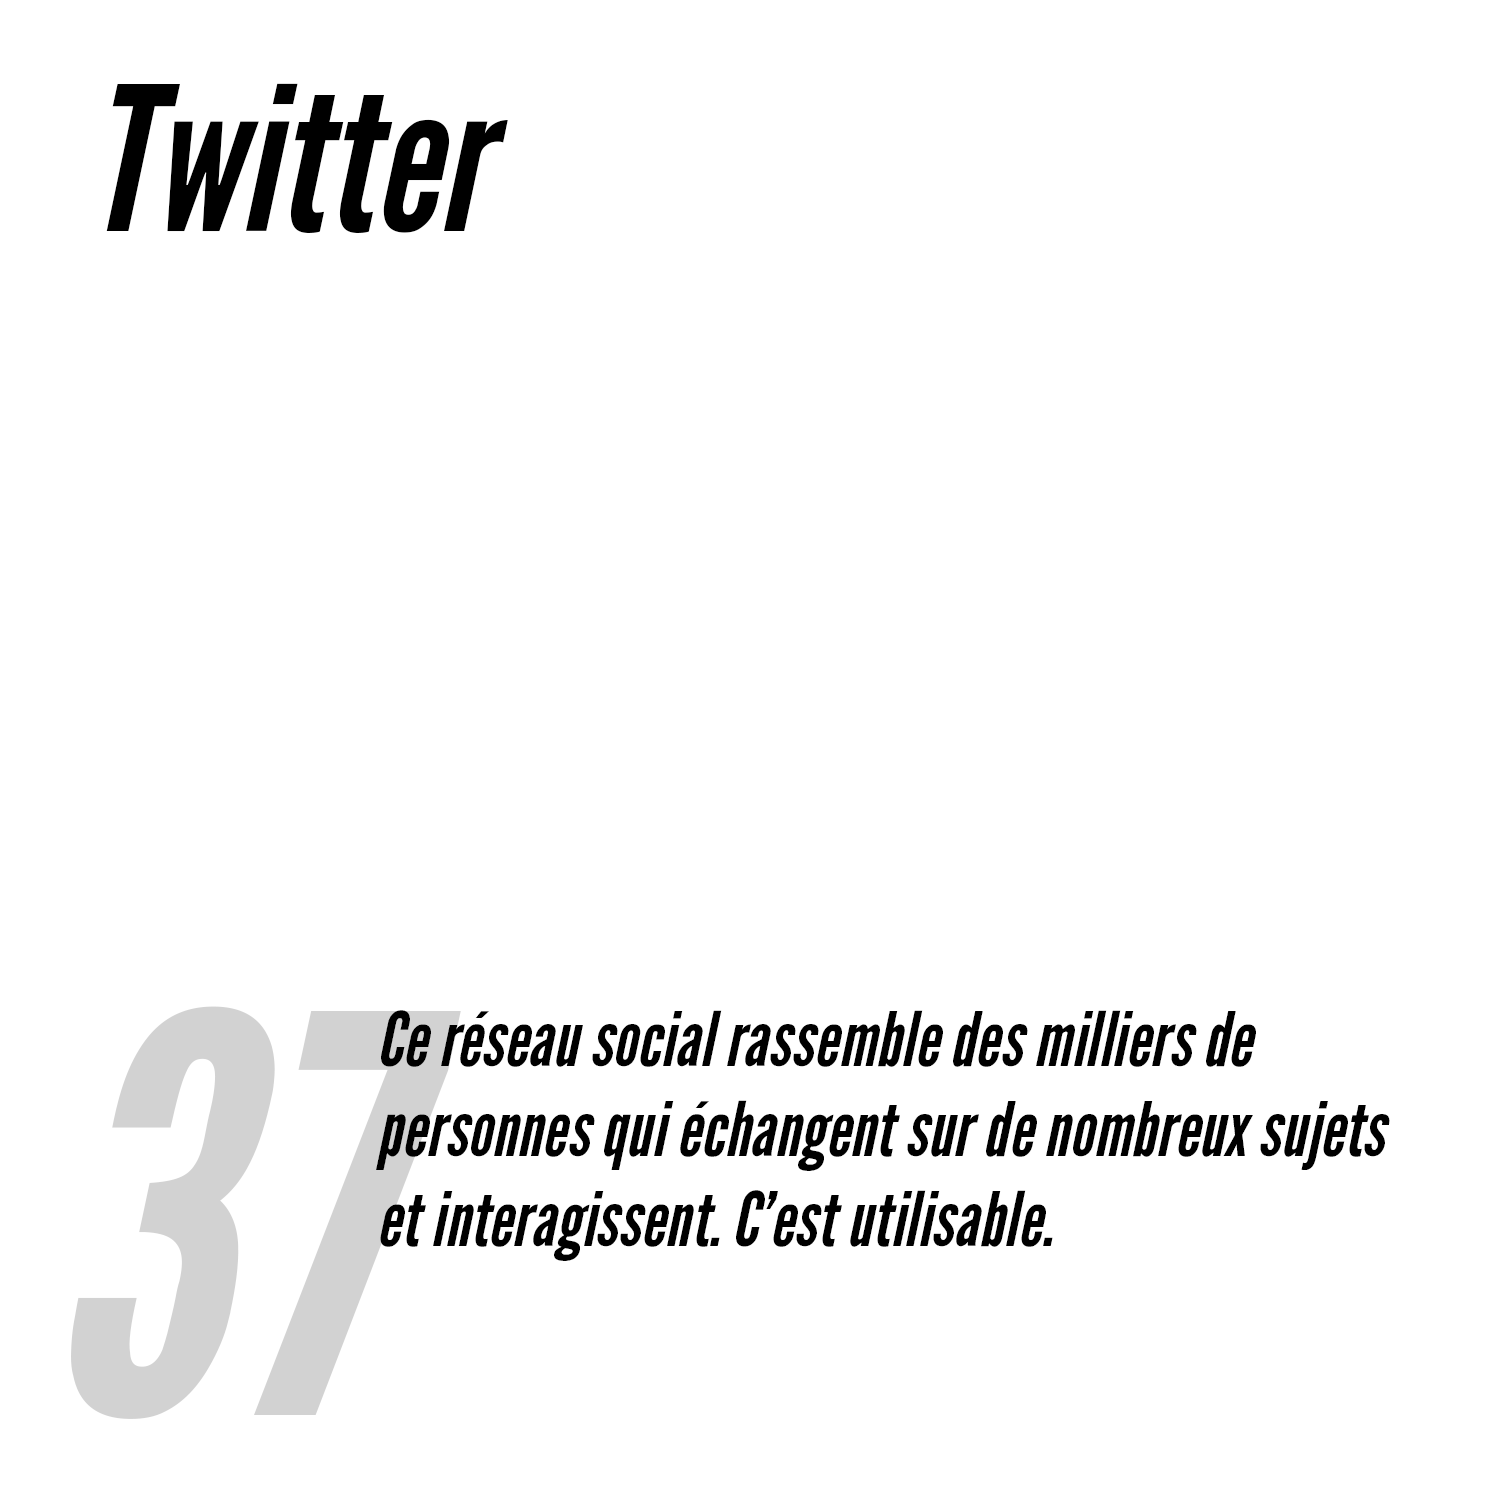 Twitter
37
Ce réseau social rassemble des milliers de
personnes qui échangent sur de nombreux sujets
et interagissent. C’est utilisable.